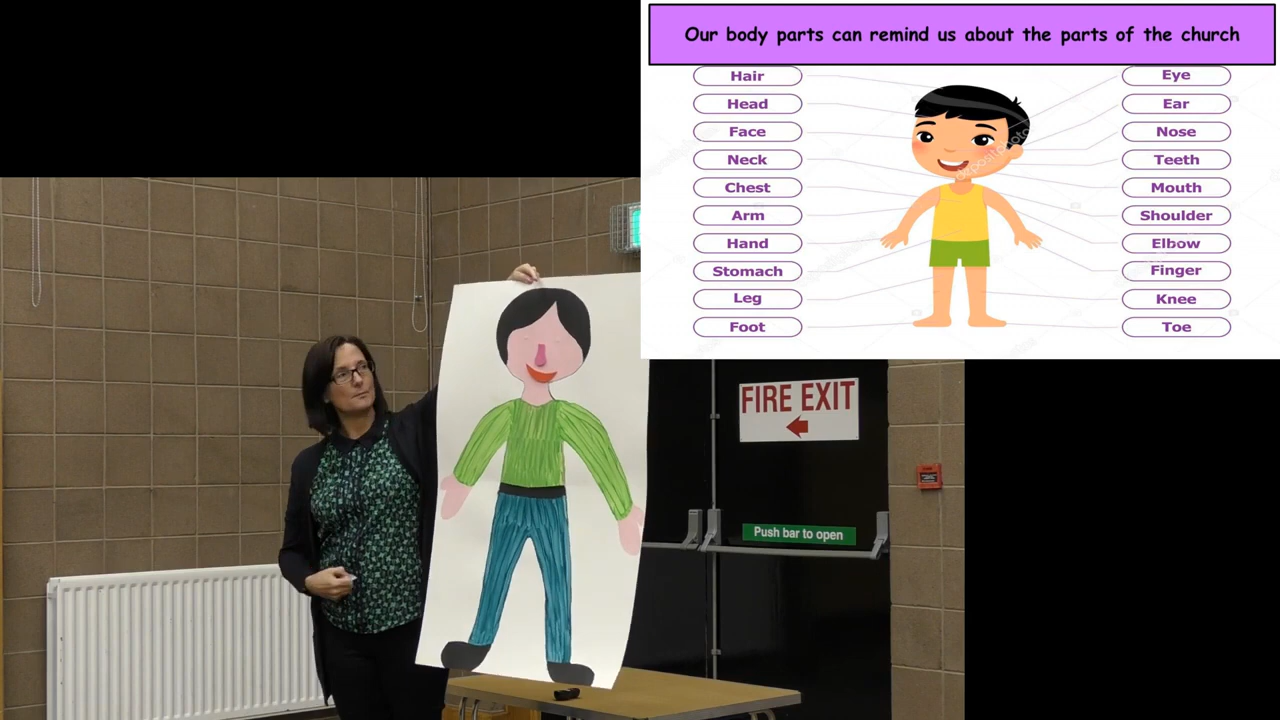 Our body parts can remind us about the parts of the church
Hair
Head
Face
Neck
Chest
Arm
Hand
Stomach
Leg
Foot
Eye
Ear
Nose
Teeth
Mouth
Shoulder
Elbow
Finger
Knee
Toe
depositphotos
FIRE EXIT
Push bar to open